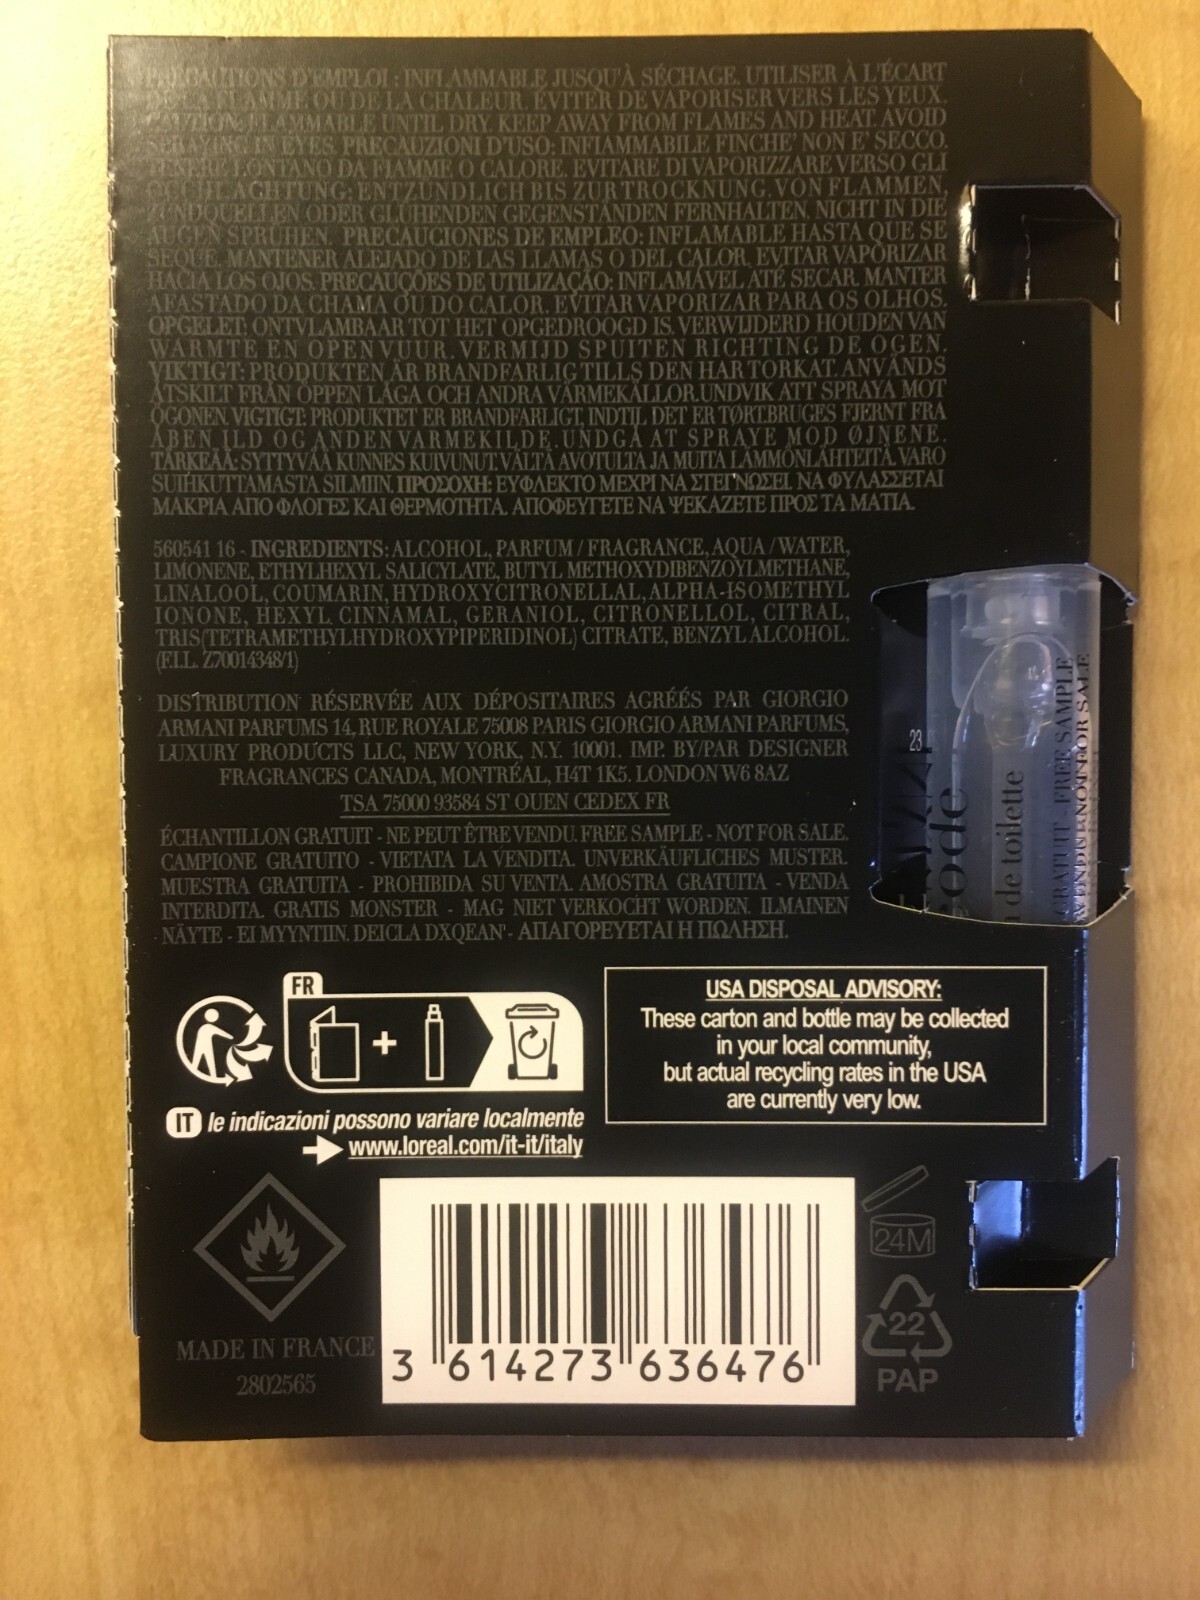 PRÉCAUTIONS D'EMPLOI : INFLAMMABLE JUSQU'À SÉCHAGE. UTILISER À L'ÉCART
DE LA FLAMME OU DE LA CHALEUR. ÉVITER DE VAPORISER VERS LES YEUX.
CAUTION: FLAMMABLE UNTIL DRY. KEEP AWAY FROM FLAMES AND HEAT. AVOID
SPRAYING IN EYES. PRECAUZIONI D'USO: INFIAMMABILE FINCHE' NON E' SECCO.
TENERE LONTANO DA FIAMME O CALORE. EVITARE DI VAPORIZZARE VERSO GLI
OCCHI. ACHTUNG: ENTZÜNDLICH BIS ZUR TROCKNUNG. VON FLAMMEN,
ZÜNDQUELLEN ODER GLÜHENDEN GEGENSTÄNDEN FERNHALTEN. NICHT IN DIE
AUGEN SPRÜHEN. PRECAUCIONES DE EMPLEO: INFLAMABLE HASTA QUE SE
SEQUE. MANTENER ALEJADO DE LAS LLAMAS O DEL CALOR. EVITAR VAPORIZAR
HACIA LOS OJOS. PRECAUÇÕES DE UTILIZAÇÃO: INFLAMÁVEL ATÉ SECAR. MANTER
AFASTADO DA CHAMA OU DO CALOR. EVITAR VAPORIZAR PARA OS OLHOS.
OPGELET: ONTVLAMBAAR TOT HET OPGEDROOGD IS. VERWIJDERD HOUDEN VAN
WARMTE EN OPEN VUUR. VERMIJD SPUITEN RICHTING DE OGEN.
VIKTIGT: PRODUKTEN ÄR BRANDFARLIG TILLS DEN HAR TORKAT. ANVÄNDS
ÅTSKILT FRÅN ÖPPEN LÅGA OCH ANDRA VÄRMEKÄLLOR. UNDVIK ATT SPRAYA MOT
ÖGONEN. VIGTIGT: PRODUKTET ER BRANDFARLIGT, INDTIL DET ER TØRT. BRUGES FJERNT FRA
ÅBEN ILD OG ANDEN VARMEKILDE. UNDGÅ AT SPRAYE MOD ØJNENE.
TÄRKEÄÄ: SYTTYVÄÄ KUNNES KUIVUNUT. VÄLTÄ AVOTULTA JA MUITA LÄMMÖNLÄHTEITÄ. VARO
SUIHKUTTAMASTA SILMIIN. ΠΡΟΣΟΧΗ: ΕΥΦΛΕΚΤΟ ΜΕΧΡΙ ΝΑ ΣΤΕΓΝΩΣΕΙ. ΝΑ ΦΥΛΑΣΣΕΤΑΙ
ΜΑΚΡΙΑ ΑΠΟ ΦΛΟΓΕΣ ΚΑΙ ΘΕΡΜΟΤΗΤΑ. ΑΠΟΦΕΥΓΕΤΕ ΝΑ ΨΕΚΑΖΕΤΕ ΠΡΟΣ ΤΑ ΜΑΤΙΑ.
560541 16 - INGREDIENTS: ALCOHOL, PARFUM / FRAGRANCE, AQUA / WATER,
LIMONENE, ETHYLHEXYL SALICYLATE, BUTYL METHOXYDIBENZOYLMETHANE,
LINALOOL, COUMARIN, HYDROXYCITRONELLAL, ALPHA-ISOMETHYL
IONONE, HEXYL CINNAMAL, GERANIOL, CITRONELLOL, CITRAL,
TRIS(TETRAMETHYLHYDROXYPIPERIDINOL) CITRATE, BENZYL ALCOHOL.
(F.I.L. Z70014348/1)
DISTRIBUTION RÉSERVÉE AUX DÉPOSITAIRES AGRÉÉS PAR GIORGIO
ARMANI PARFUMS 14, RUE ROYALE 75008 PARIS GIORGIO ARMANI PARFUMS,
LUXURY PRODUCTS LLC, NEW YORK, N.Y. 10001. IMP. BY/PAR DESIGNER
FRAGRANCES CANADA, MONTRÉAL, H4T 1K5. LONDON W6 8AZ
TSA 75000 93584 ST OUEN CEDEX FR
ÉCHANTILLON GRATUIT - NE PEUT ÊTRE VENDU. FREE SAMPLE - NOT FOR SALE.
CAMPIONE GRATUITO - VIETATA LA VENDITA. UNVERKÄUFLICHES MUSTER.
MUESTRA GRATUITA - PROHIBIDA SU VENTA. AMOSTRA GRATUITA - VENDA
INTERDITA. GRATIS MONSTER - MAG NIET VERKOCHT WORDEN. ILMAINEN
NÄYTE - EI MYYNTIIN. DEICLA DXQEAN' - ΑΠΑΓΟΡΕΥΕΤΑΙ Η ΠΩΛΗΣΗ.
23
code
de toilette
GRATUIT - FREE SAMPLE
NOT FOR SALE
FR
+
IT le indicazioni possono variare localmente
www.loreal.com/it-it/italy
USA DISPOSAL ADVISORY:
These carton and bottle may be collected
in your local community,
but actual recycling rates in the USA
are currently very low.
MADE IN FRANCE
2802565
3 614273 636476
24M
22
PAP